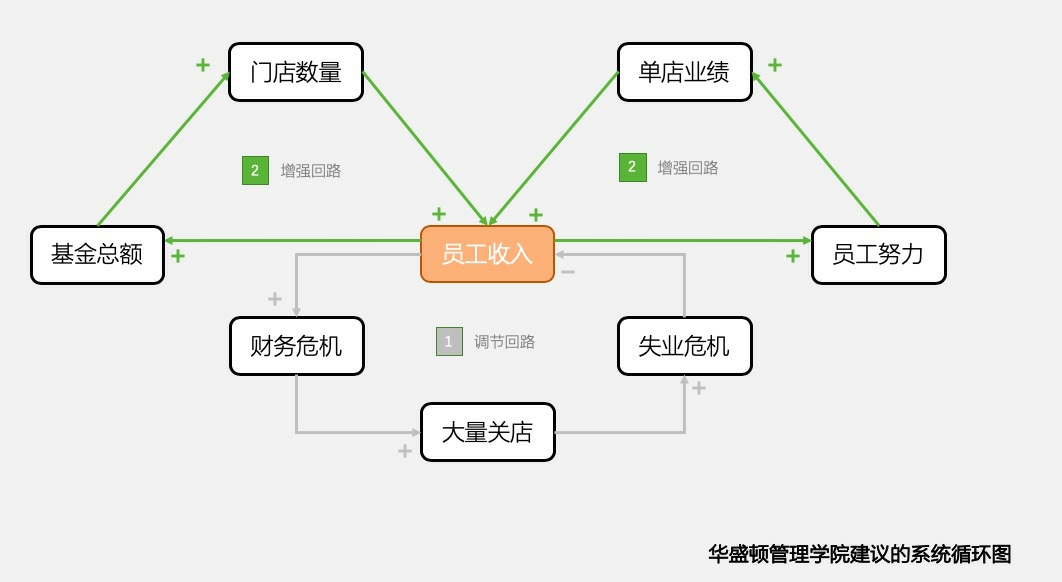 +
门店数量
单店业绩
+
2
增强回路
2
增强回路
+
+
基金总额
+
员工收入
−
+
员工努力
+
财务危机
1
调节回路
失业危机
+
大量关店
+
华盛顿管理学院建议的系统循环图